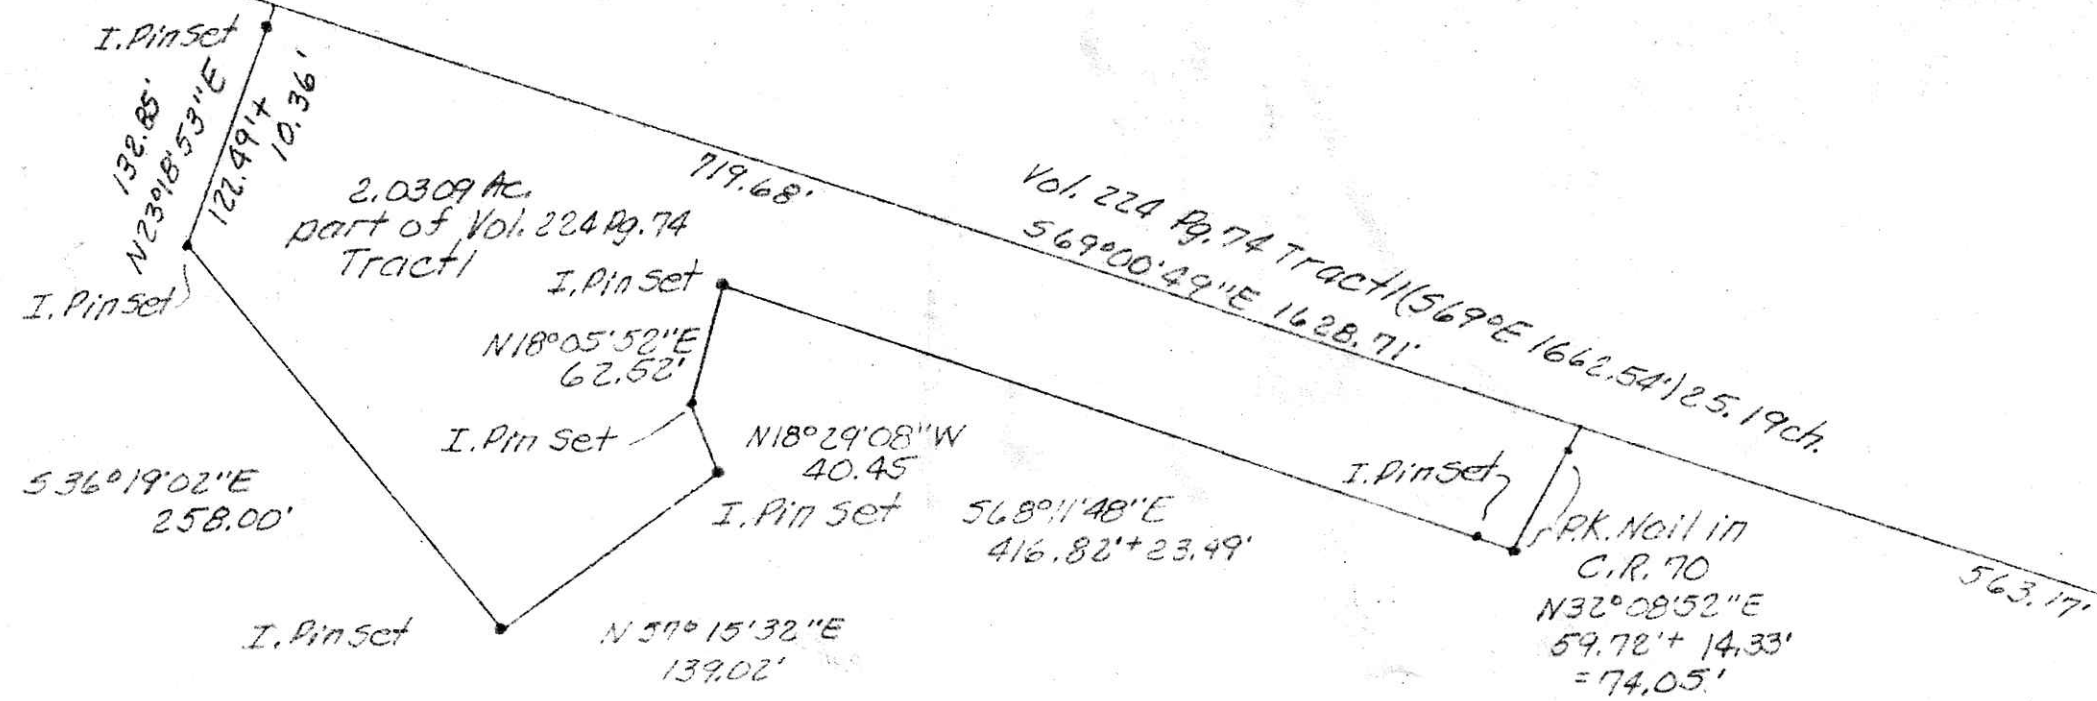 I.Pin set
132.85'
N23°18'53"E
122.49'+
10.36'
2.0309 Ac.
part of Vol.224 Pg.74
Tract 1
719.68'
Vol. 224 Pg.74 Tract 1 (S69°E 1662.54') 25.19ch.
S69°00'49"E 1628.71'
I.Pin set
I.Pin set
N18°05'52"E
62.52'
I.Pin set
N18°29'08"W
40.45
I.Pin set
S36°19'02"E
258.00'
S68°11'48"E
416.82'+23.49'
I.Pin set
P.K. Nail in
C.R. 70
N32°08'52"E
59.72'+ 14.33'
=74.05'
563.17'
I.Pin set
N57°15'32"E
139.02'